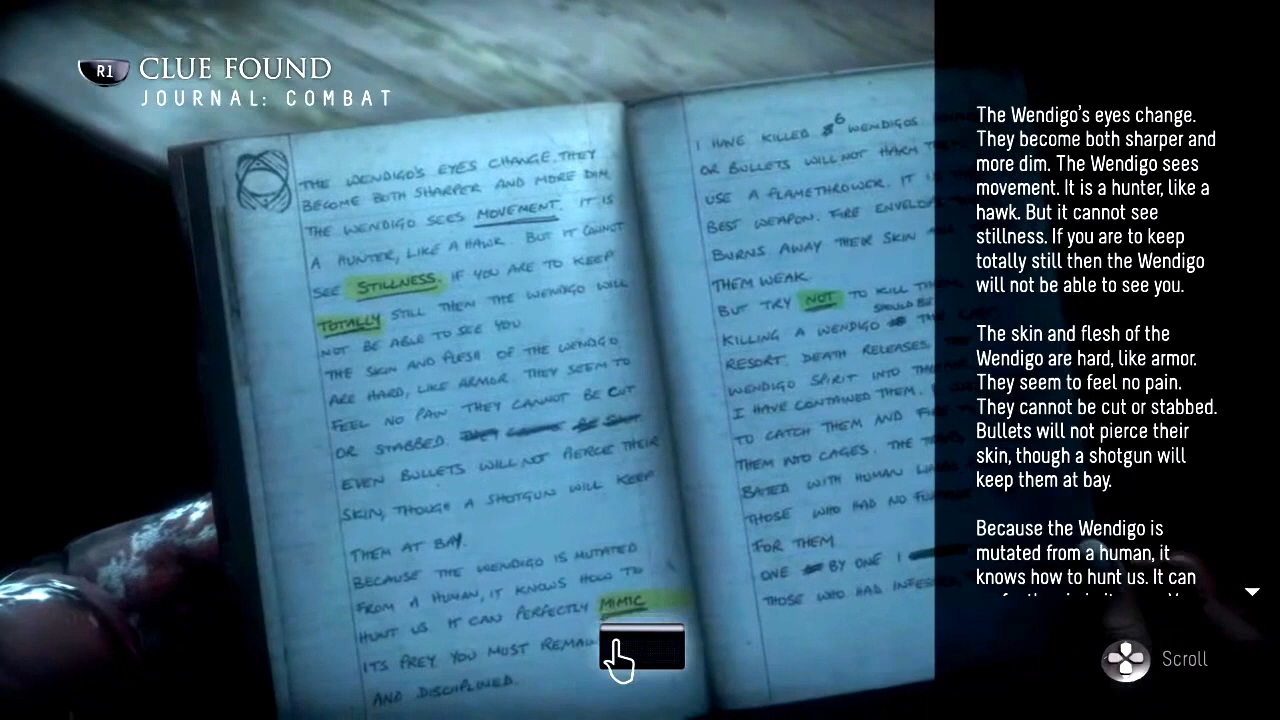 R1 CLUE FOUND
JOURNAL: COMBAT
THE WENDIGO'S EYES CHANGE. THEY
BECOME BOTH SHARPER AND MORE DIM
THE WENDIGO SEES MOVEMENT. IT IS
A HUNTER, LIKE A HAWK. BUT IT CANNOT
SEE STILLNESS. IF YOU ARE TO KEEP
TOTALLY STILL THEN THE WENDIGO WILL
NOT BE ABLE TO SEE YOU
THE SKIN AND FLESH OF THE WENDIGO
ARE HARD, LIKE ARMOR. THEY SEEM TO
FEEL NO PAIN THEY CANNOT BE CUT
OR STABBED.
EVEN BULLETS WILL NOT PIERCE THEIR
SKIN, THOUGH A SHOTGUN WILL KEEP
THEM AT BAY.
BECAUSE THE WENDIGO IS MUTATED
FROM A HUMAN, IT KNOWS HOW TO
HUNT US IT CAN PERFECTLY MIMIC
ITS PREY. YOU MUST REMAIN
AND DISCIPLINED.
I HAVE KILLED 6 WENDIGOS
OR BULLETS WILL NOT HARM
USE A FLAMETHROWER. IT IS
BEST WEAPON. FIRE ENVELOPS
BURNS AWAY THEIR SKIN
THEM WEAK.
BUT TRY NOT TO KILL THEM
SHOULD BE
KILLING A WENDIGO THE LAST
RESORT. DEATH RELEASES
WENDIGO SPIRIT INTO THE
I HAVE CONTAINED THEM.
TO CATCH THEM AND
THEM INTO CAGES. THE
BAITED WITH HUMAN
THOSE WHO HAD NO
FOR THEM
ONE BY ONE I
THOSE WHO HAD
The Wendigo's eyes change.
They become both sharper and
more dim. The Wendigo sees
movement. It is a hunter, like a
hawk. But it cannot see
stillness. If you are to keep
totally still then the Wendigo
will not be able to see you.
The skin and flesh of the
Wendigo are hard, like armor.
They seem to feel no pain.
They cannot be cut or stabbed.
Bullets will not pierce their
skin, though a shotgun will
keep them at bay.
Because the Wendigo is
mutated from a human, it
knows how to hunt us. It can
Scroll